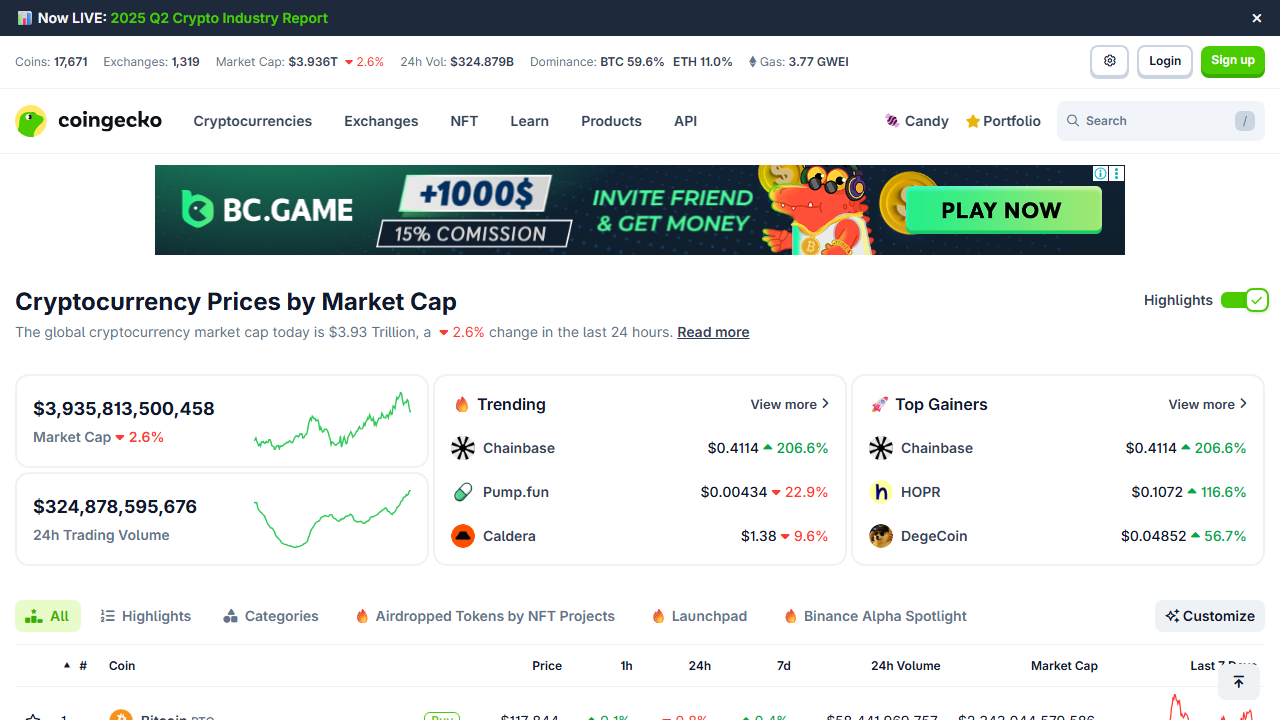 Now LIVE: 2025 Q2 Crypto Industry Report
Coins: 17,671 Exchanges: 1,319 Market Cap: $3.936T 2.6% 24h Vol: $324.879B Dominance: BTC 59.6% ETH 11.0% Gas: 3.77 GWEI
Login Sign up
coingecko Cryptocurrencies Exchanges NFT Learn Products API Candy Portfolio Search /
BC.GAME +1000$ 15% COMISSION INVITE FRIEND & GET MONEY PLAY NOW
Cryptocurrency Prices by Market Cap Highlights
The global cryptocurrency market cap today is $3.93 Trillion, a 2.6% change in the last 24 hours. Read more
$3,935,813,500,458
Market Cap 2.6%
$324,878,595,676
24h Trading Volume
Trending View more
Chainbase $0.4114 206.6%
Pump.fun $0.00434 22.9%
Caldera $1.38 9.6%
Top Gainers View more
Chainbase $0.4114 206.6%
HOPR $0.1072 116.6%
DegeCoin $0.04852 56.7%
All Highlights Categories Airdropped Tokens by NFT Projects Launchpad Binance Alpha Spotlight Customize
# Coin Price 1h 24h 7d 24h Volume Market Cap Last 7 Days
1 Bitcoin BTC Buy $117,844 0.1% 0.8% 0.4%